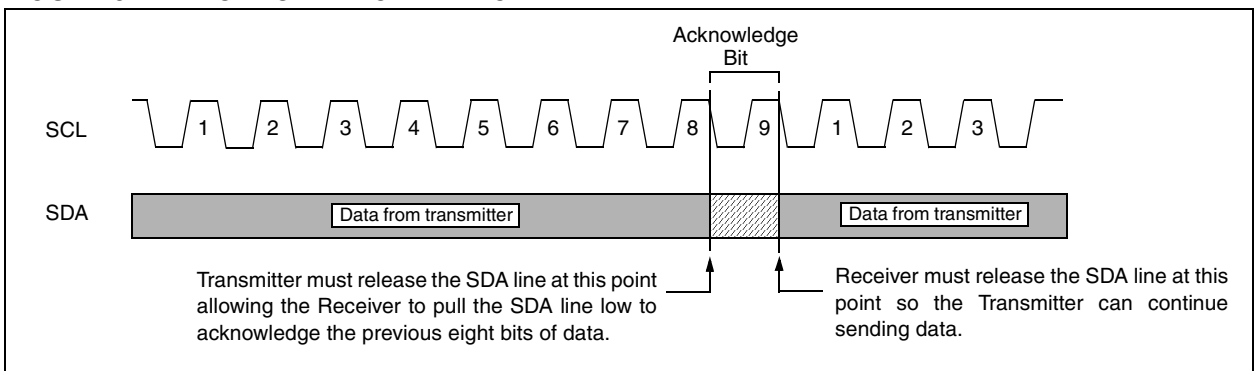 Acknowledge
Bit
SCL
1 2 3 4 5 6 7 8 9 1 2 3
SDA
Data from transmitter
Data from transmitter
Transmitter must release the SDA line at this point
allowing the Receiver to pull the SDA line low to
acknowledge the previous eight bits of data.
Receiver must release the SDA line at this
point so the Transmitter can continue
sending data.